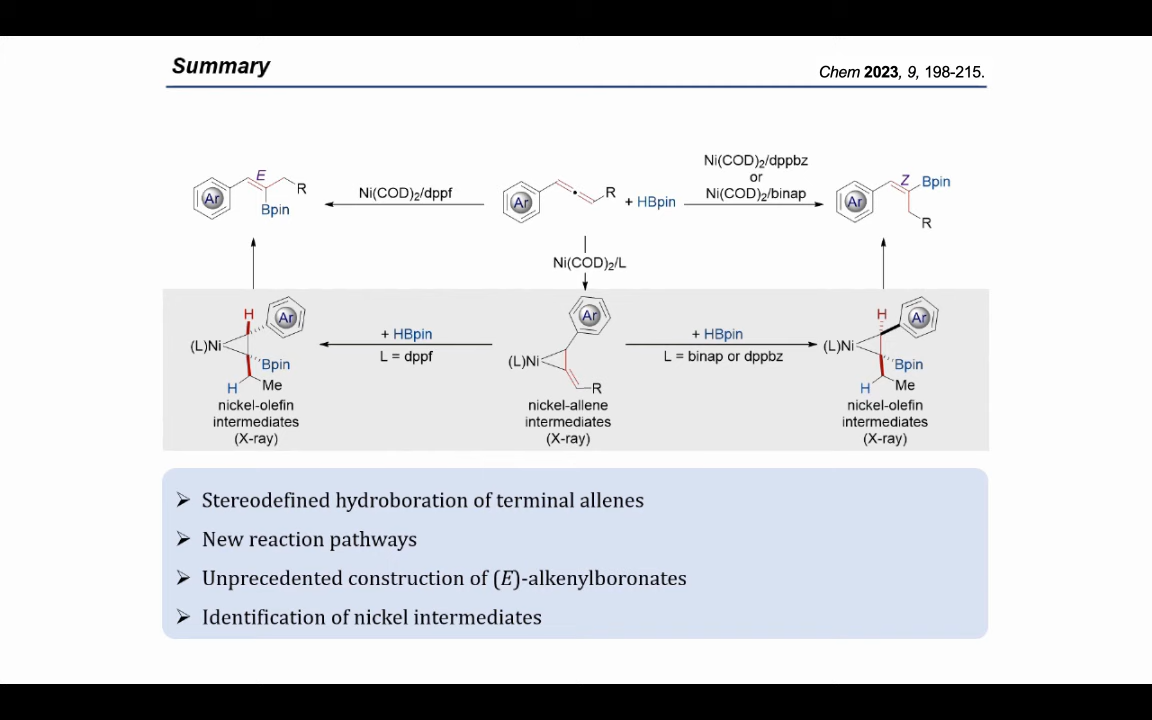 Summary
Chem 2023, 9, 198-215.
Ni(COD)2/dppbz
or
Ni(COD)2/binap
E
R
Ar
Bpin
Ni(COD)2/dppf
Ar
R
+ HBpin
Z
Bpin
Ar
R
Ni(COD)2/L
H
Ar
(L)Ni
Bpin
H
Me
nickel-olefin
intermediates
(X-ray)
+ HBpin
L = dppf
Ar
(L)Ni
R
nickel-allene
intermediates
(X-ray)
+ HBpin
L = binap or dppbz
H
Ar
(L)Ni
Bpin
H
Me
nickel-olefin
intermediates
(X-ray)
➢ Stereodefined hydroboration of terminal allenes
➢ New reaction pathways
➢ Unprecedented construction of (E)-alkenylboronates
➢ Identification of nickel intermediates